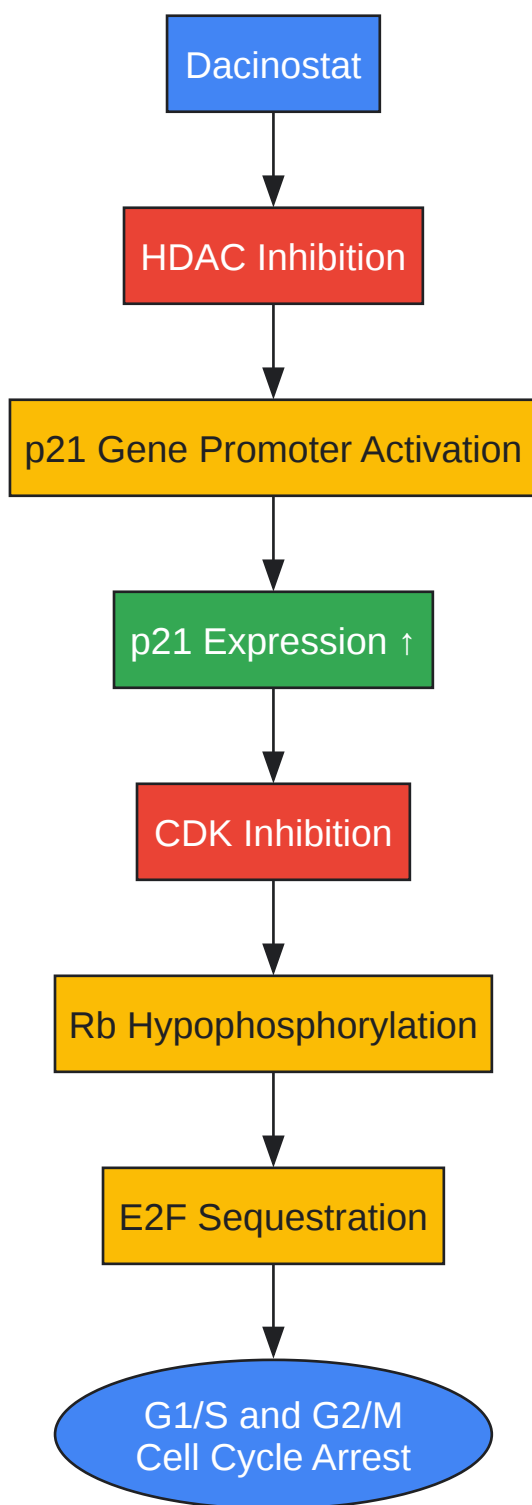 Dacinostat
HDAC Inhibition
p21 Gene Promoter Activation
p21 Expression ↑
CDK Inhibition
Rb Hypophosphorylation
E2F Sequestration
G1/S and G2/M
Cell Cycle Arrest